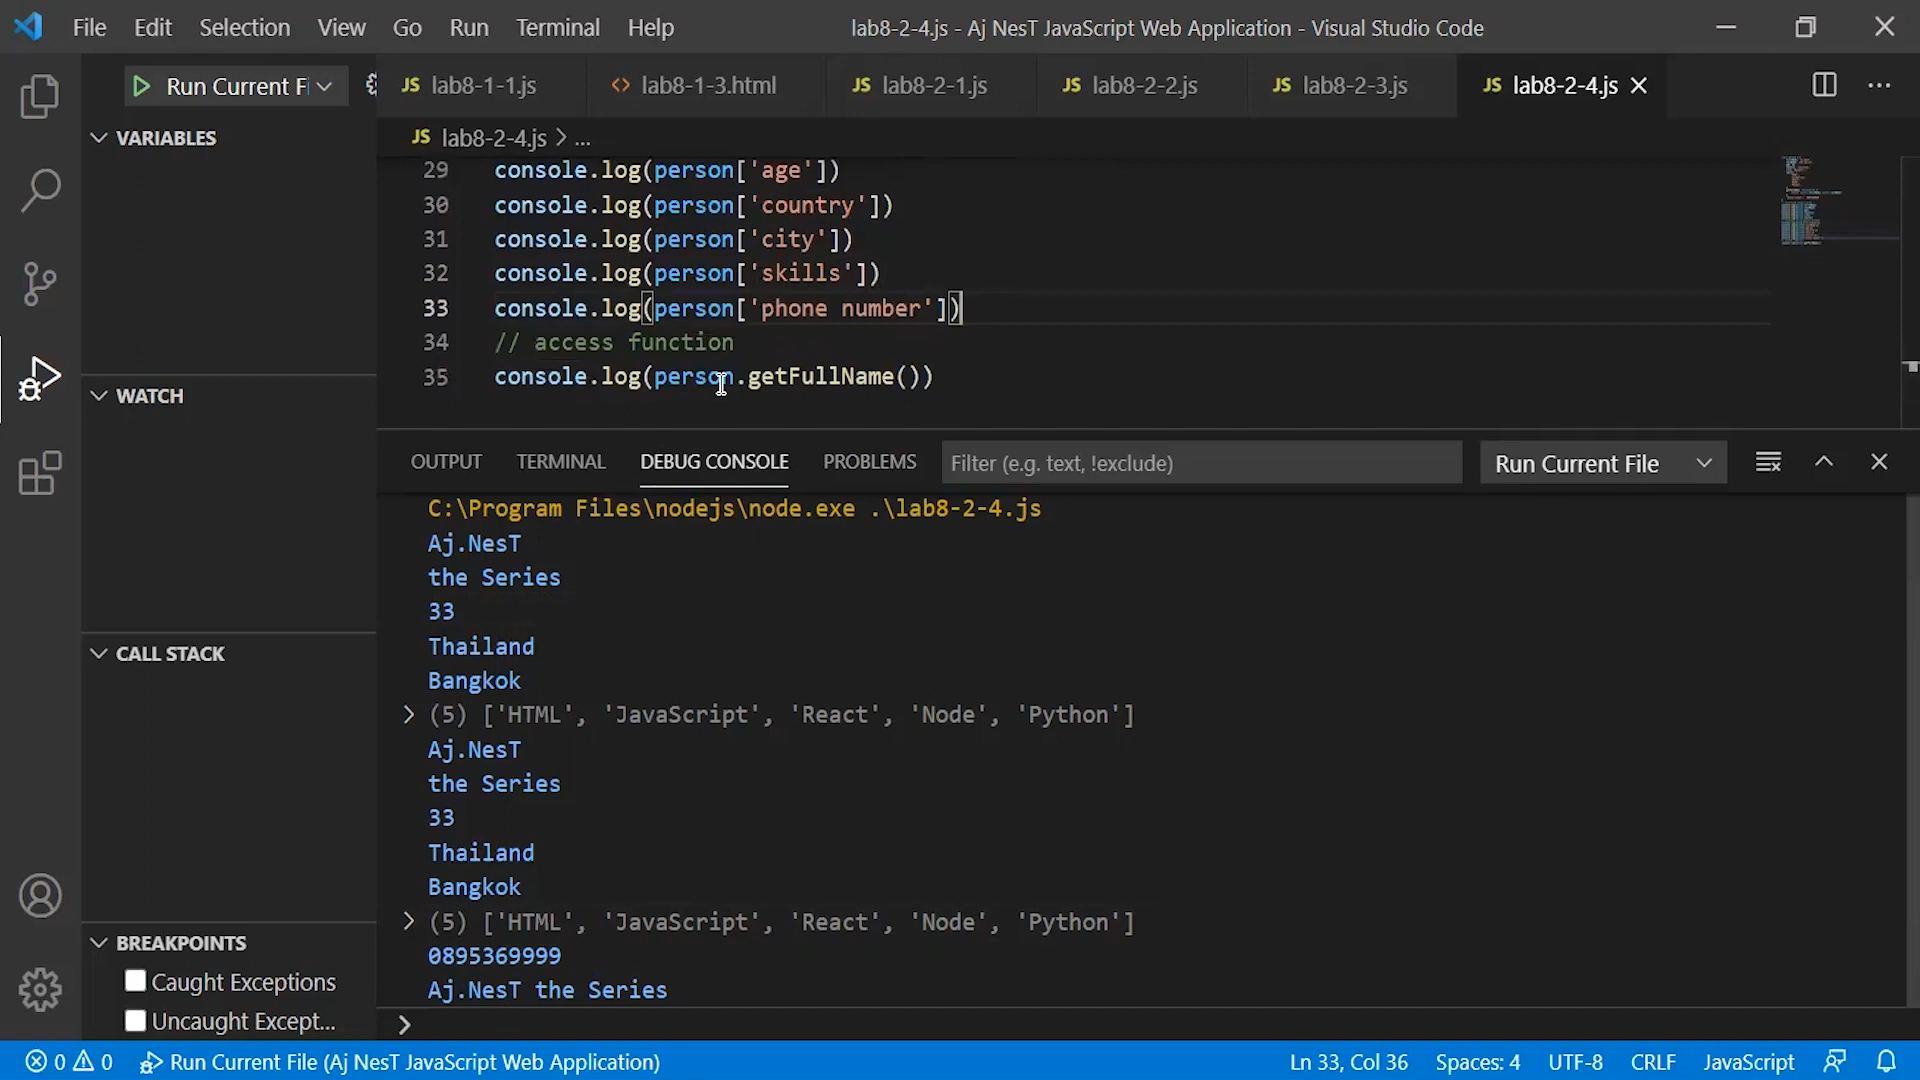 File Edit Selection View Go Run Terminal Help
lab8-2-4.js - Aj NesT JavaScript Web Application - Visual Studio Code
Run Current Fi
JS lab8-1-1.js
<> lab8-1-3.html
JS lab8-2-1.js
JS lab8-2-2.js
JS lab8-2-3.js
JS lab8-2-4.js
VARIABLES
WATCH
CALL STACK
BREAKPOINTS
Caught Exceptions
Uncaught Except...
JS lab8-2-4.js > ...
29 console.log(person['age'])
30 console.log(person['country'])
31 console.log(person['city'])
32 console.log(person['skills'])
33 console.log(person['phone number'])
34 // access function
35 console.log(person.getFullName())
OUTPUT TERMINAL DEBUG CONSOLE PROBLEMS
Filter (e.g. text, !exclude)
Run Current File
C:\Program Files\nodejs\node.exe .\lab8-2-4.js
Aj.NesT
the Series
33
Thailand
Bangkok
> (5) ['HTML', 'JavaScript', 'React', 'Node', 'Python']
Aj.NesT
the Series
33
Thailand
Bangkok
> (5) ['HTML', 'JavaScript', 'React', 'Node', 'Python']
0895369999
Aj.NesT the Series
>
0 0 Run Current File (Aj NesT JavaScript Web Application)
Ln 33, Col 36 Spaces: 4 UTF-8 CRLF JavaScript